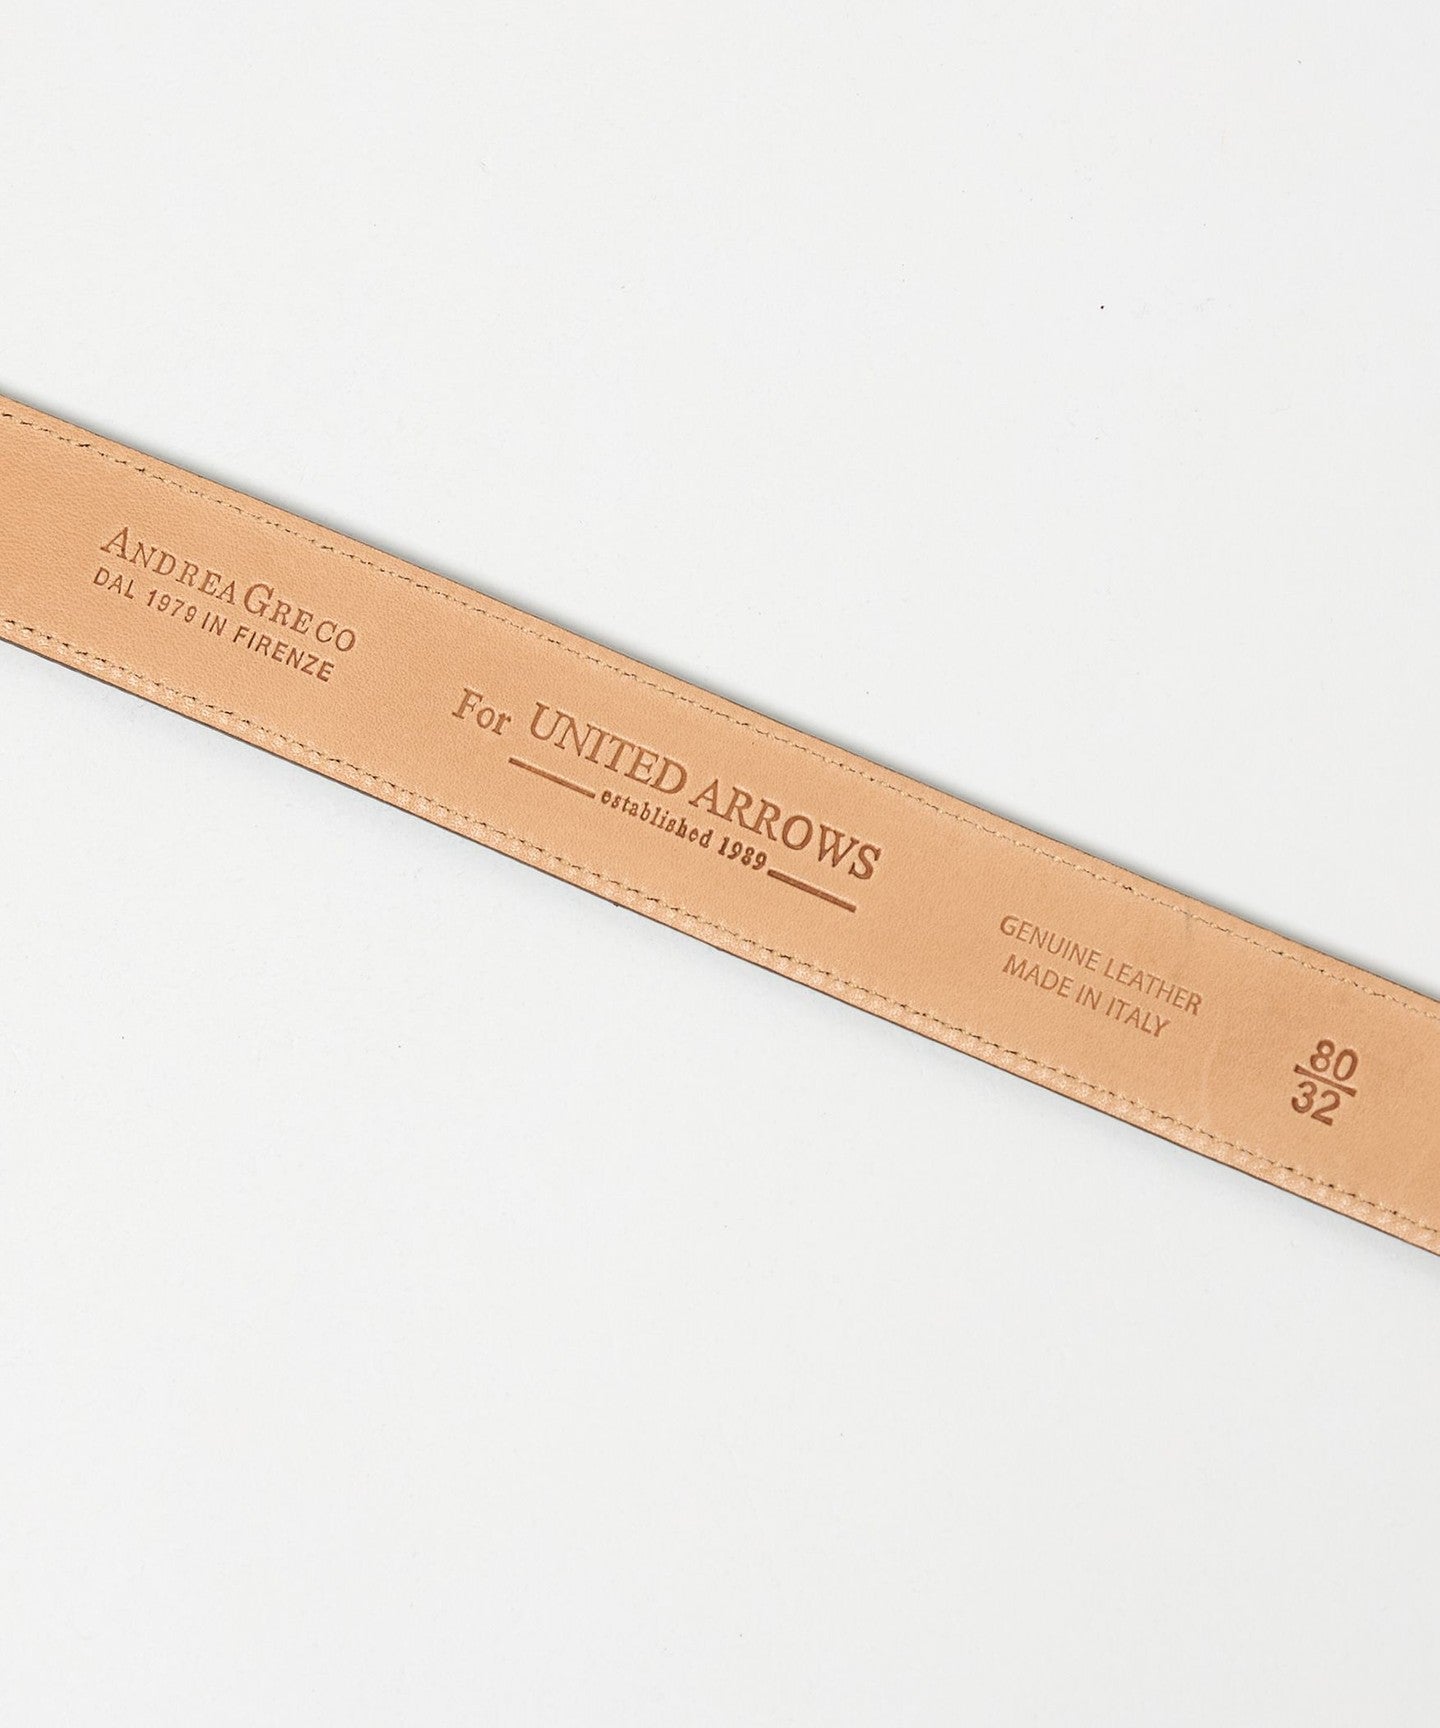 ANDREA GRECO
DAL 1979 IN FIRENZE
For UNITED ARROWS
established 1989
GENUINE LEATHER
MADE IN ITALY
80
32